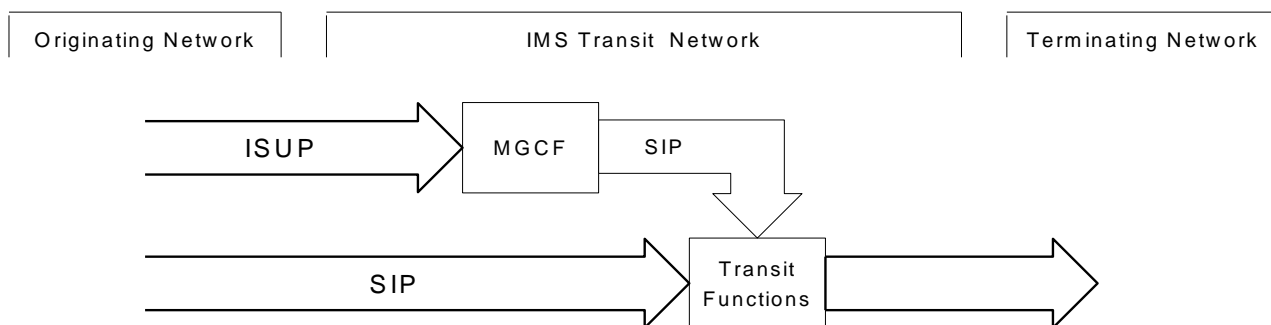 Originating Network
IMS Transit Network
Terminating Network
ISUP
MGCF
SIP
SIP
Transit
Functions